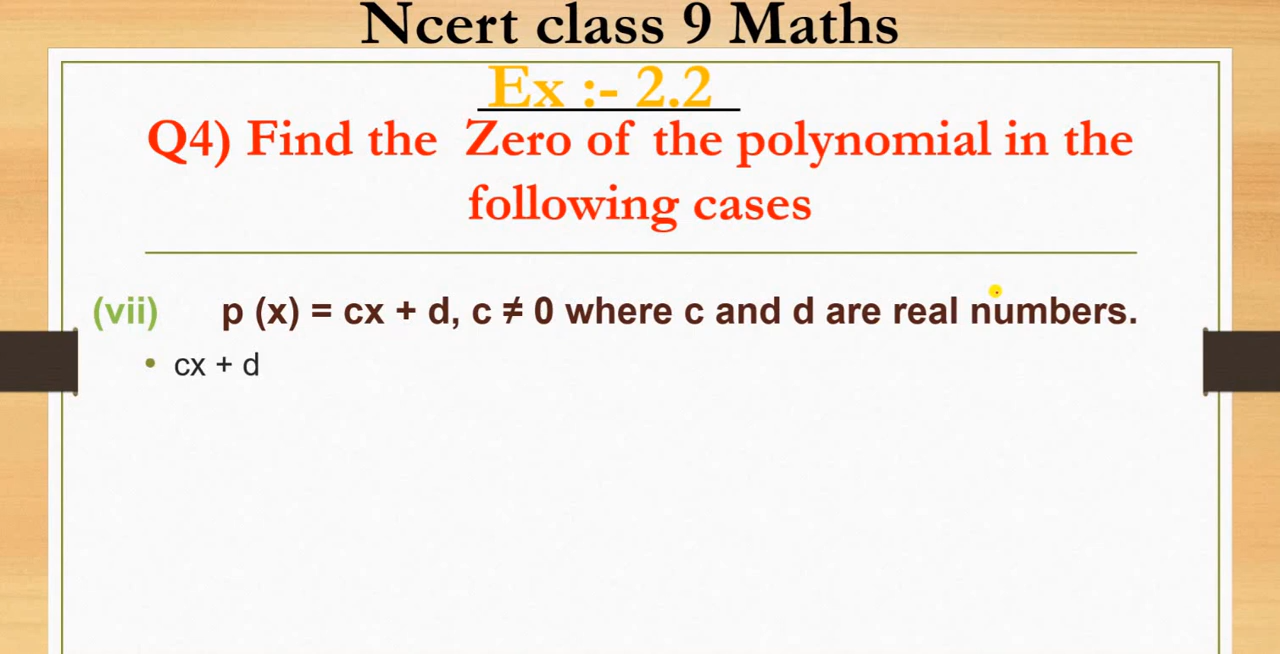 Ncert class 9 Maths
Ex :- 2.2
Q4) Find the Zero of the polynomial in the
following cases
(vii) p (x) = cx + d, c ≠ 0 where c and d are real numbers.
• cx + d